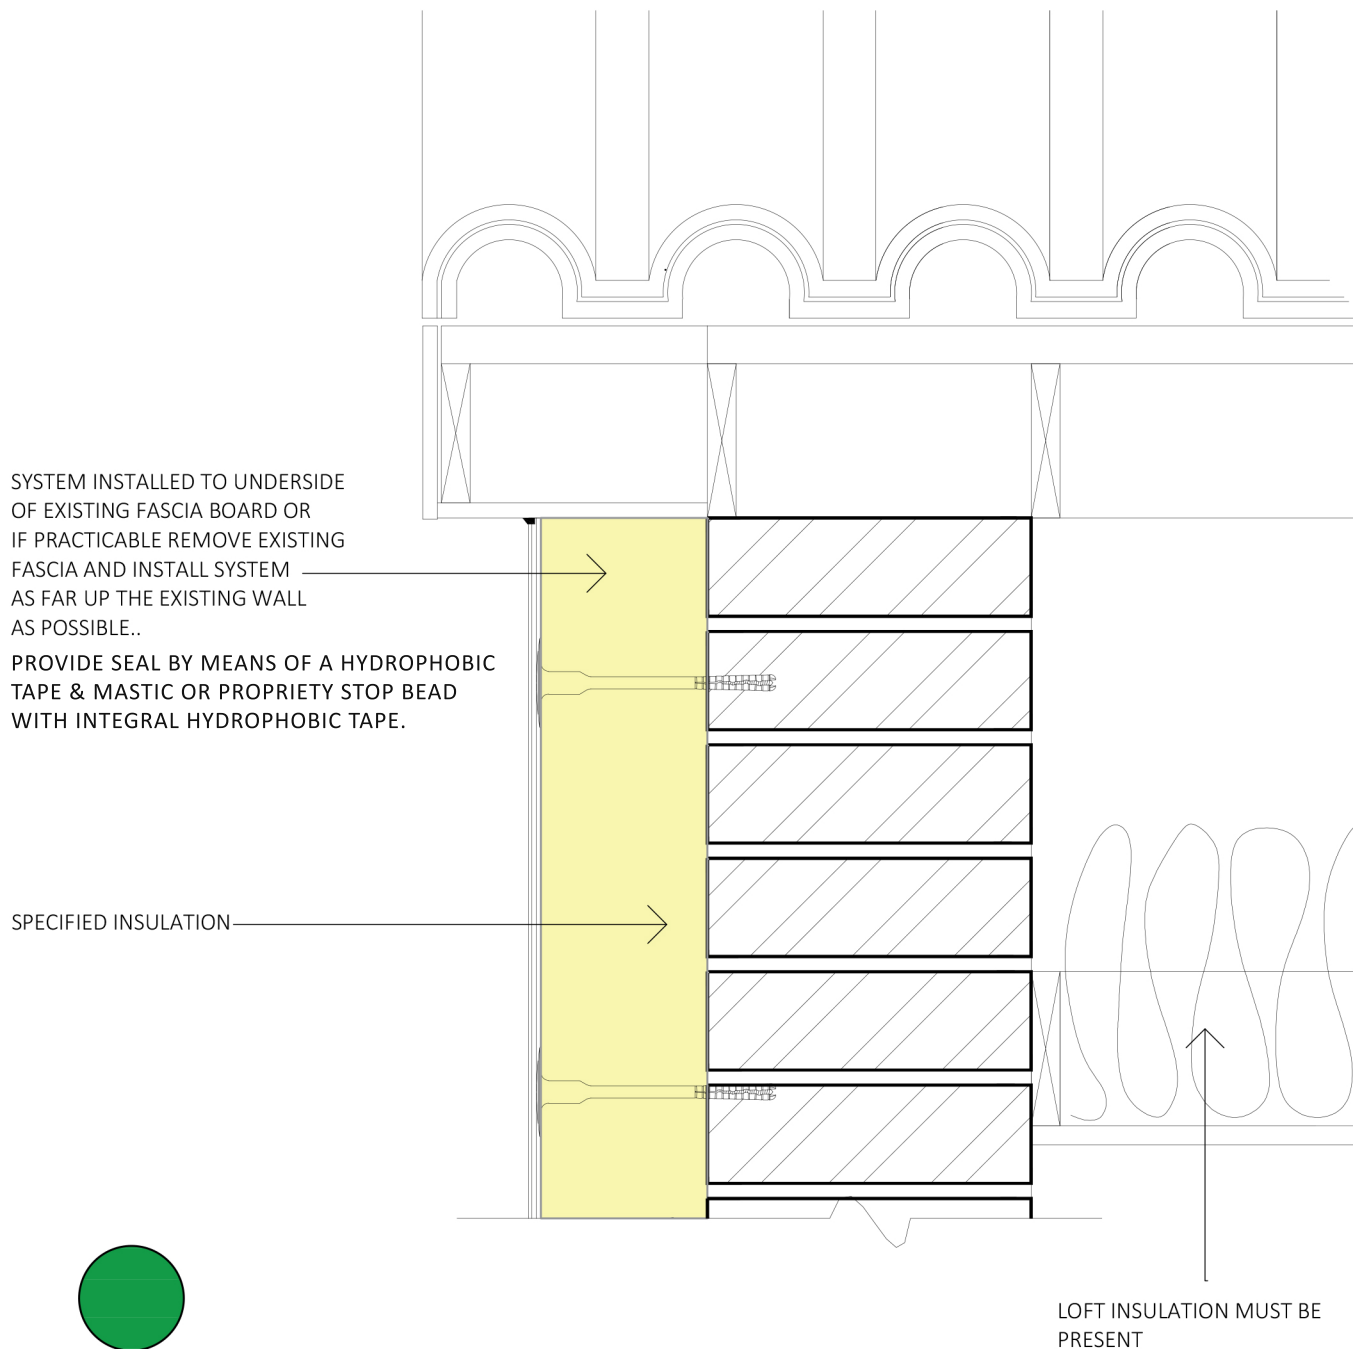 SYSTEM INSTALLED TO UNDERSIDE
OF EXISTING FASCIA BOARD OR
IF PRACTICABLE REMOVE EXISTING
FASCIA AND INSTALL SYSTEM
AS FAR UP THE EXISTING WALL
AS POSSIBLE..
PROVIDE SEAL BY MEANS OF A HYDROPHOBIC
TAPE & MASTIC OR PROPRIETY STOP BEAD
WITH INTEGRAL HYDROPHOBIC TAPE.
SPECIFIED INSULATION
LOFT INSULATION MUST BE
PRESENT